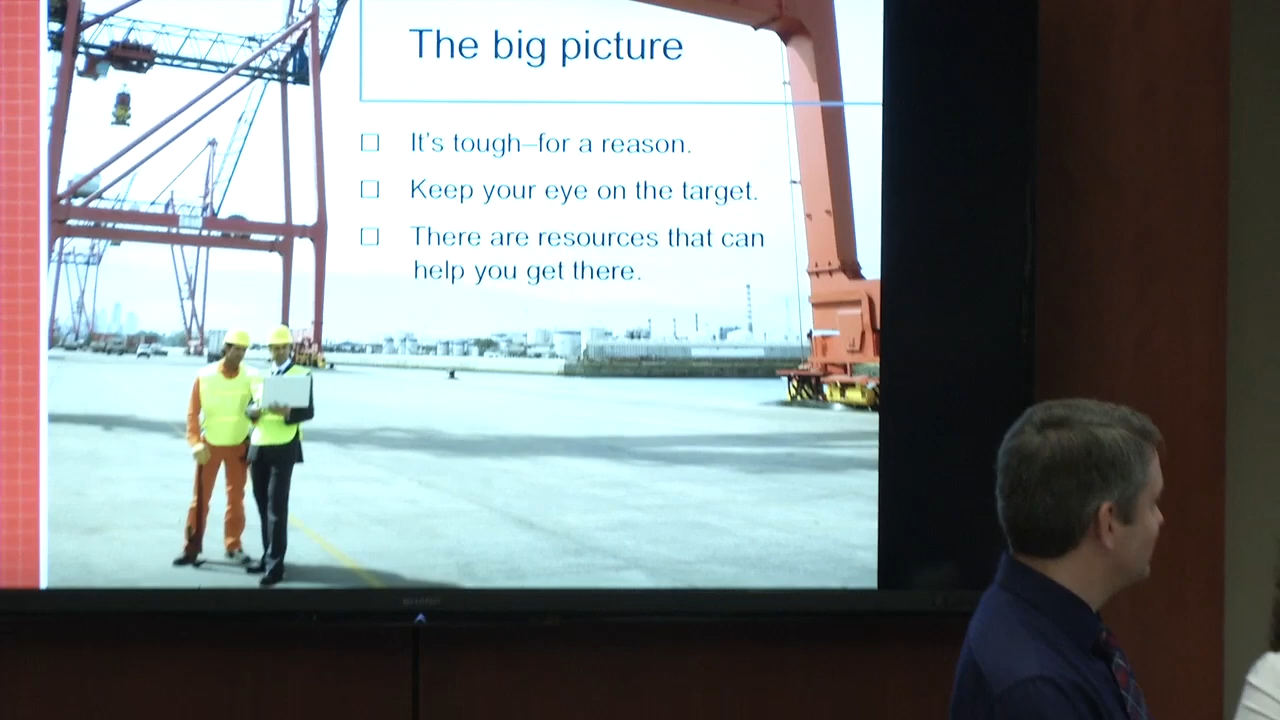 The big picture
☐ It's tough–for a reason.
☐ Keep your eye on the target.
☐ There are resources that can
help you get there.
SHARP